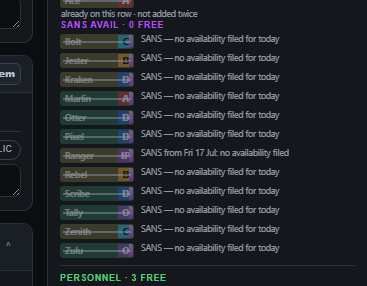 Ace A
already on this row · not added twice
SANS AVAIL · 0 FREE
Bolt C SANS — no availability filed for today
Jester B SANS — no availability filed for today
Kraken D SANS — no availability filed for today
Marlin A SANS — no availability filed for today
Otter D SANS — no availability filed for today
Pixel D SANS — no availability filed for today
Ranger IP SANS from Fri 17 Jul: no availability filed
Rebel B SANS — no availability filed for today
em
LIC
Scribe D SANS — no availability filed for today
Tally O SANS — no availability filed for today
Zenith C SANS — no availability filed for today
^
Zulu O SANS — no availability filed for today
PERSONNEL · 3 FREE